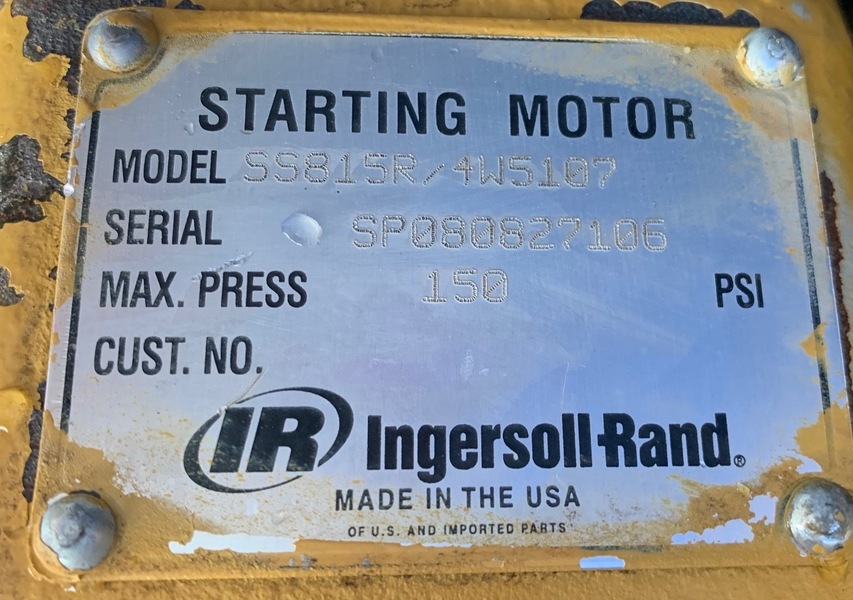 STARTING MOTOR
MODEL SS815R/4W5107
SERIAL SP080827106
MAX. PRESS 150 PSI
CUST. NO.
IR Ingersoll-Rand®
MADE IN THE USA
OF U.S. AND IMPORTED PARTS